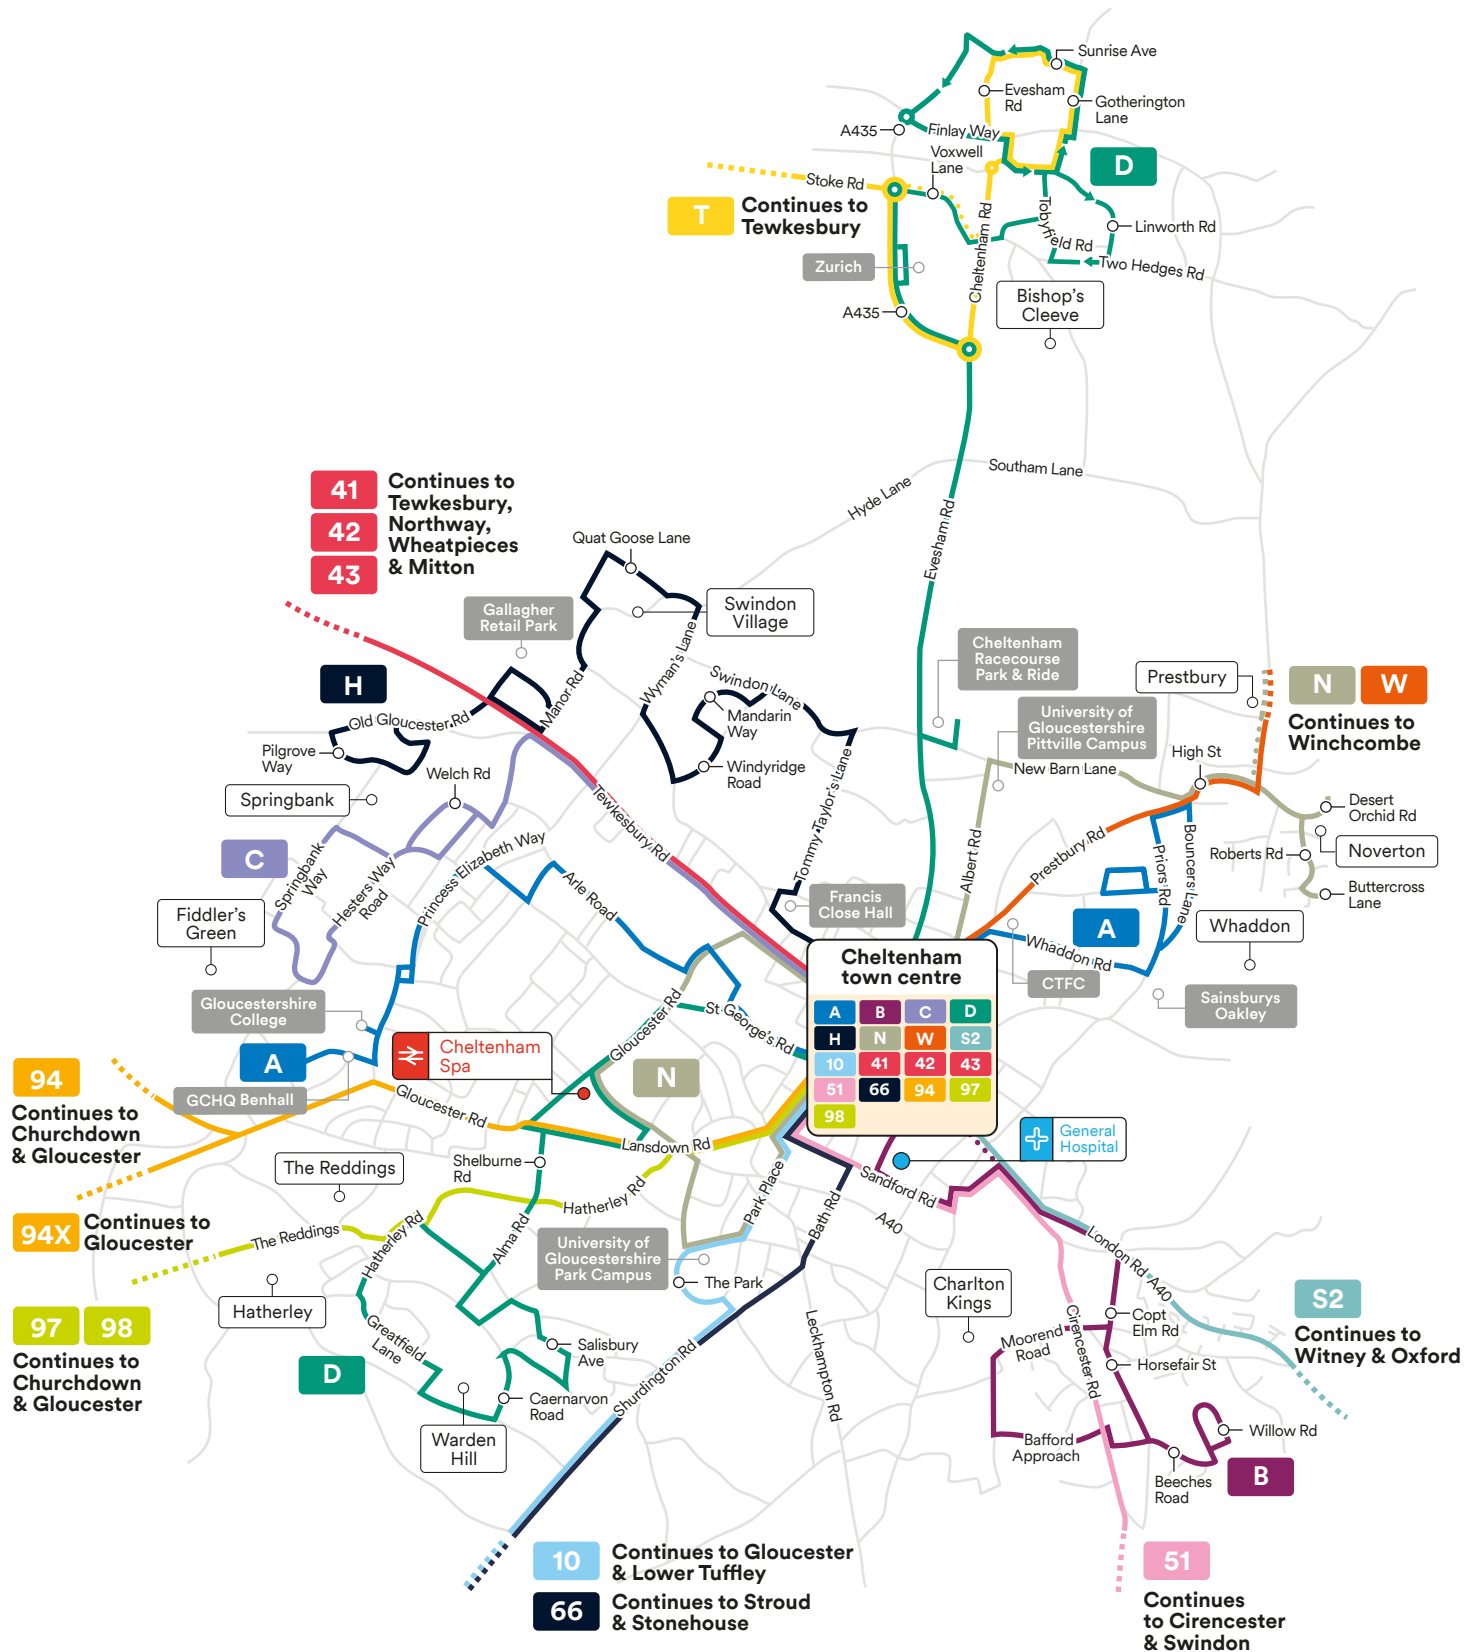 Sunrise Ave
Evesham
Rd
Gotherington
Lane
A435
Finlay Way
Voxwell
Lane
D
Stoke Rd
T
Continues to
Tewkesbury
Cheltenham Rd
Tobyfield Rd
Linworth Rd
Two Hedges Rd
Zurich
A435
Bishop's
Cleeve
Southam Lane
Hyde Lane
Evesham Rd
41
42
43
Continues to
Tewkesbury,
Northway,
Wheatpieces
& Mitton
Quat Goose Lane
Gallagher
Retail Park
Swindon
Village
Wyman's Lane
Manor Rd
H
Old Gloucester Rd
Pilgrove
Way
Swindon Lane
Mandarin
Way
Windyridge
Road
Cheltenham
Racecourse
Park & Ride
University of
Gloucestershire
Pittville Campus
Prestbury
N
W
Continues to
Winchcombe
High St
New Barn Lane
Welch Rd
Springbank
Tewkesbury Rd
Tommy Taylor's Lane
Albert Rd
Prestbury Rd
Desert
Orchid Rd
Noverton
Roberts Rd
Buttercross
Lane
Priors Rd
Bouncers Lane
C
Springbank
Way
Hesters Way
Road
Princess Elizabeth Way
Arle Road
Francis
Close Hall
Fiddler's
Green
A
Whaddon
Whaddon Rd
CTFC
Sainsburys
Oakley
Cheltenham
town centre
A
B
C
D
H
N
W
S2
10
41
42
43
51
66
94
97
98
Gloucestershire
College
Gloucester Rd
St George's Rd
A
Cheltenham
Spa
N
GCHQ Benhall
94
Continues to
Churchdown
& Gloucester
Gloucester Rd
Lansdown Rd
General
Hospital
The Reddings
Shelburne
Rd
Sandford Rd
A40
94X
Continues to
Gloucester
The Reddings
Hatherley Rd
Hatherley Rd
Alma Rd
Park Place
Bath Rd
University of
Gloucestershire
Park Campus
The Park
London Rd A40
Hatherley
Charlton
Kings
Copt
Elm Rd
S2
Continues to
Witney & Oxford
97
98
Continues to
Churchdown
& Gloucester
Greatfield
Lane
D
Salisbury
Ave
Caernarvon
Road
Shurdington Rd
Leckhampton Rd
Moorend
Road
Cirencester Rd
Horsefair St
Warden
Hill
Bafford
Approach
Willow Rd
Beeches
Road
B
10
Continues to Gloucester
& Lower Tuffley
66
Continues to Stroud
& Stonehouse
51
Continues
to Cirencester
& Swindon